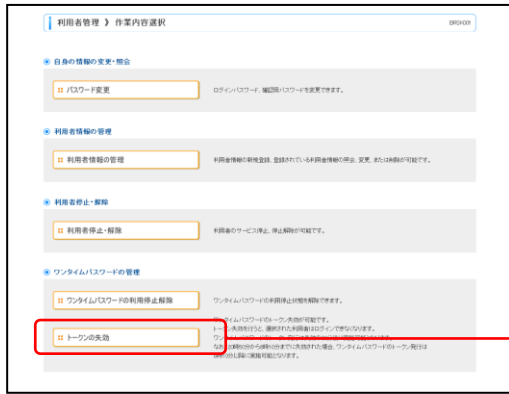 利用者管理 》 作業内容選択
自身の情報の変更・照会
パスワード変更
ログインパスワード、確認用パスワードを変更できます。
利用者情報の管理
利用者情報の管理
利用者情報の新規登録、登録されている利用者情報の照会、変更、または削除が可能です。
利用者停止・解除
利用者停止・解除
利用者のサービス停止、停止解除が可能です。
ワンタイムパスワードの管理
ワンタイムパスワードの利用停止解除
ワンタイムパスワードの利用停止状態を解除できます。
トークンの失効
ワンタイムパスワードのトークン失効が可能です。
トークン失効を行うと、選択された利用者はログインできなくなります。